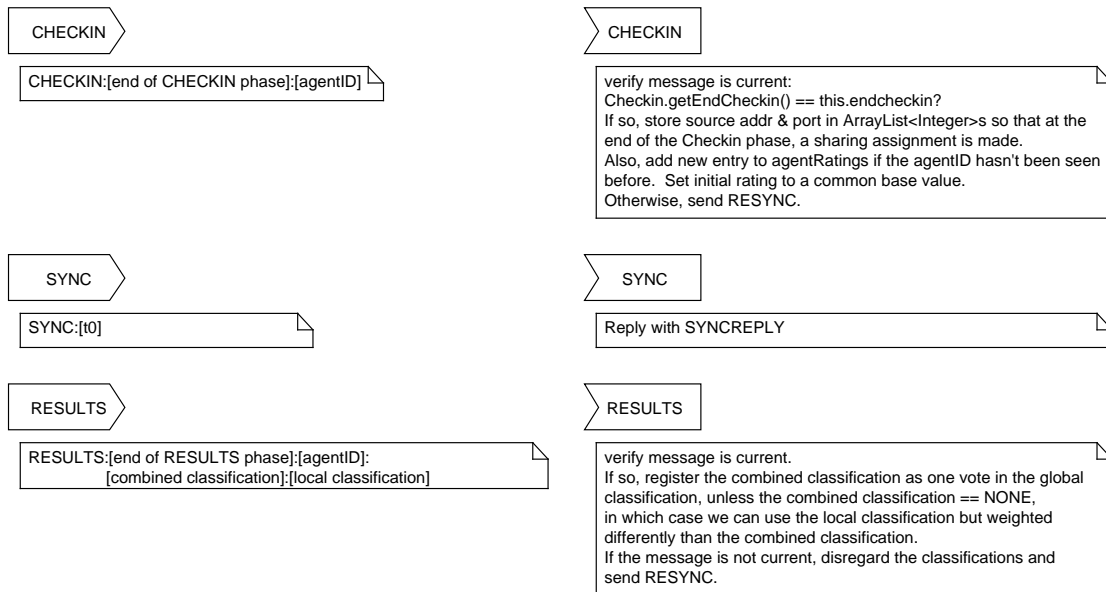 CHECKIN
CHECKIN
CHECKIN:[end of CHECKIN phase]:[agentID]
verify message is current:
Checkin.getEndCheckin() == this.endcheckin?
If so, store source addr & port in ArrayList<Integer>s so that at the
end of the Checkin phase, a sharing assignment is made.
Also, add new entry to agentRatings if the agentID hasn't been seen
before.  Set initial rating to a common base value.
Otherwise, send RESYNC.
SYNC
SYNC
SYNC:[t0]
Reply with SYNCREPLY
RESULTS
RESULTS
RESULTS:[end of RESULTS phase]:[agentID]:
[combined classification]:[local classification]
verify message is current.
If so, register the combined classification as one vote in the global
classification, unless the combined classification == NONE,
in which case we can use the local classification but weighted
differently than the combined classification.
If the message is not current, disregard the classifications and
send RESYNC.